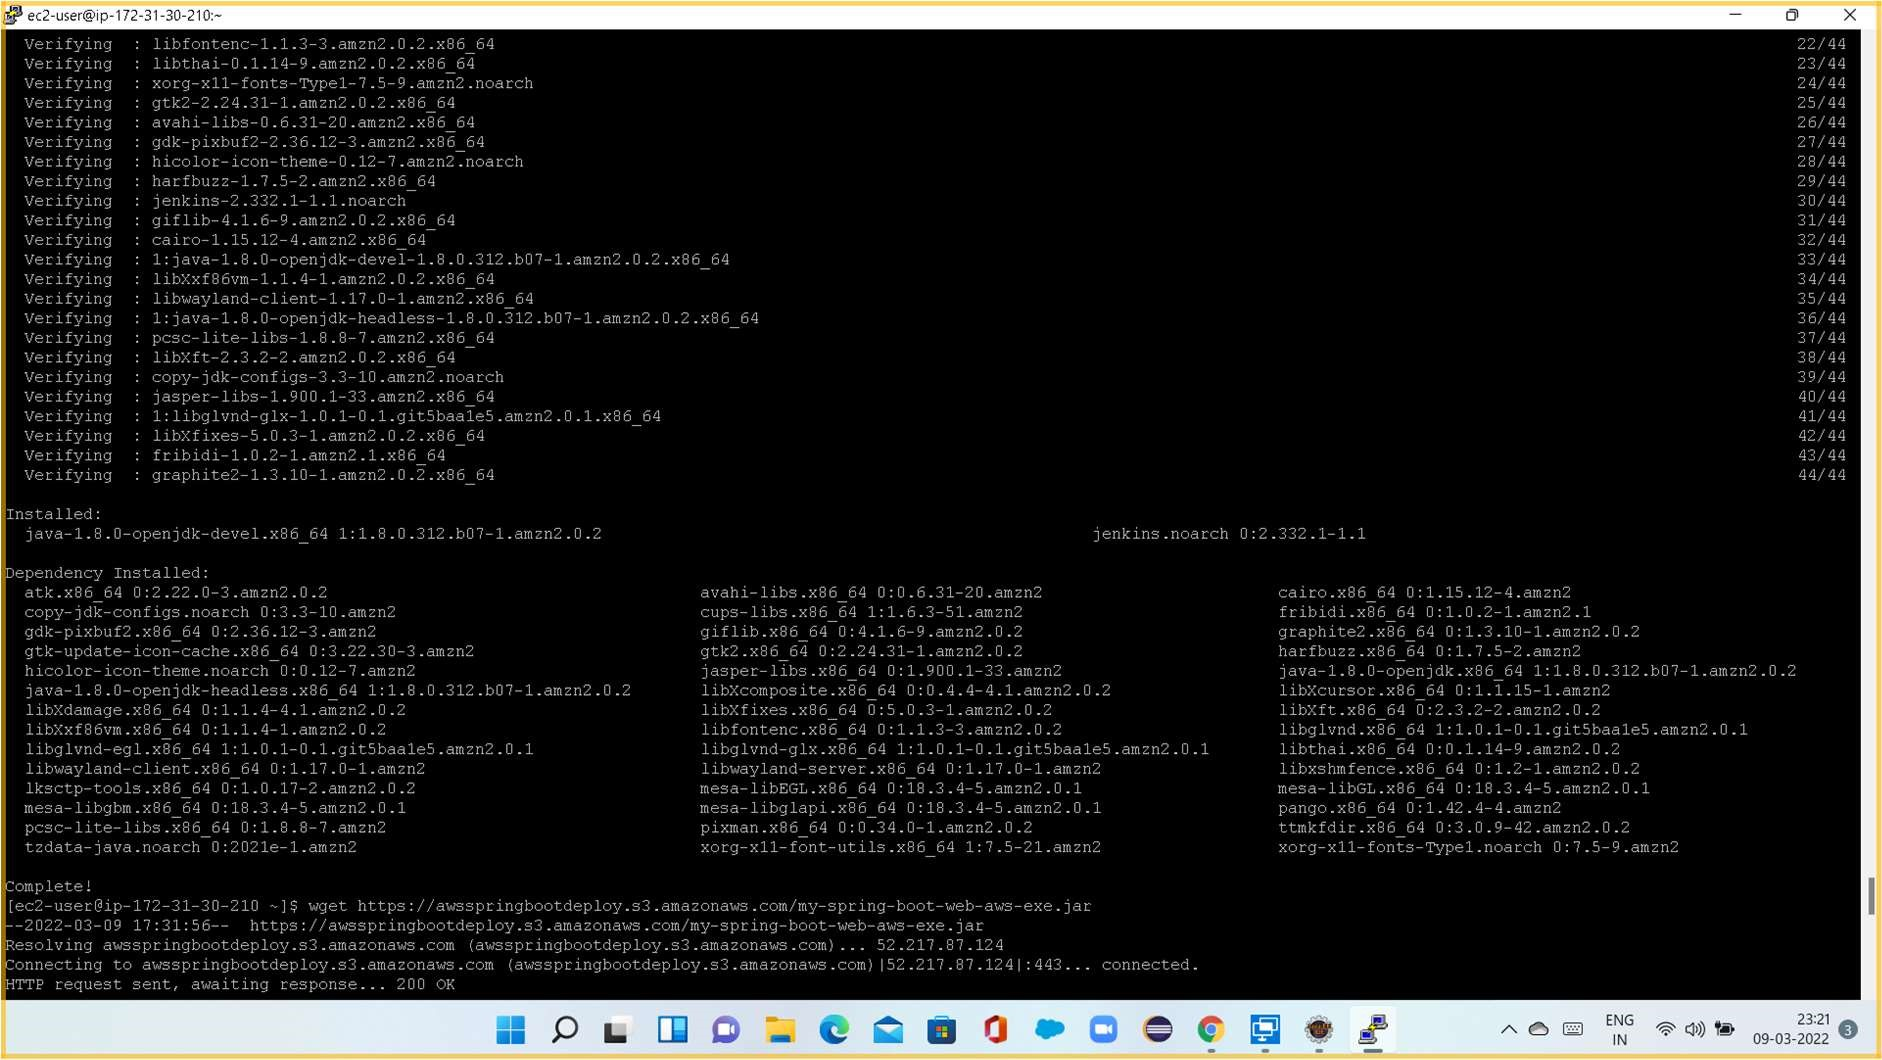 ec2-user@ip-172-31-30-210:~
Verifying : libfontenc-1.1.3-3.amzn2.0.2.x86_64 22/44
Verifying : libthai-0.1.14-9.amzn2.0.2.x86_64 23/44
Verifying : xorg-x11-fonts-Type1-7.5-9.amzn2.noarch 24/44
Verifying : gtk2-2.24.31-1.amzn2.0.2.x86_64 25/44
Verifying : avahi-libs-0.6.31-20.amzn2.x86_64 26/44
Verifying : gdk-pixbuf2-2.36.12-3.amzn2.x86_64 27/44
Verifying : hicolor-icon-theme-0.12-7.amzn2.noarch 28/44
Verifying : harfbuzz-1.7.5-2.amzn2.x86_64 29/44
Verifying : jenkins-2.332.1-1.1.noarch 30/44
Verifying : giflib-4.1.6-9.amzn2.0.2.x86_64 31/44
Verifying : cairo-1.15.12-4.amzn2.x86_64 32/44
Verifying : 1:java-1.8.0-openjdk-devel-1.8.0.312.b07-1.amzn2.0.2.x86_64 33/44
Verifying : libXxf86vm-1.1.4-1.amzn2.0.2.x86_64 34/44
Verifying : libwayland-client-1.17.0-1.amzn2.x86_64 35/44
Verifying : 1:java-1.8.0-openjdk-headless-1.8.0.312.b07-1.amzn2.0.2.x86_64 36/44
Verifying : pcsc-lite-libs-1.8.8-7.amzn2.x86_64 37/44
Verifying : libXft-2.3.2-2.amzn2.0.2.x86_64 38/44
Verifying : copy-jdk-configs-3.3-10.amzn2.noarch 39/44
Verifying : jasper-libs-1.900.1-33.amzn2.x86_64 40/44
Verifying : 1:libglvnd-glx-1.0.1-0.1.git5baa1e5.amzn2.0.1.x86_64 41/44
Verifying : libXfixes-5.0.3-1.amzn2.0.2.x86_64 42/44
Verifying : fribidi-1.0.2-1.amzn2.1.x86_64 43/44
Verifying : graphite2-1.3.10-1.amzn2.0.2.x86_64 44/44
Installed:
java-1.8.0-openjdk-devel.x86_64 1:1.8.0.312.b07-1.amzn2.0.2 jenkins.noarch 0:2.332.1-1.1
Dependency Installed:
atk.x86_64 0:2.22.0-3.amzn2.0.2 avahi-libs.x86_64 0:0.6.31-20.amzn2 cairo.x86_64 0:1.15.12-4.amzn2
copy-jdk-configs.noarch 0:3.3-10.amzn2 cups-libs.x86_64 1:1.6.3-51.amzn2 fribidi.x86_64 0:1.0.2-1.amzn2.1
gdk-pixbuf2.x86_64 0:2.36.12-3.amzn2 giflib.x86_64 0:4.1.6-9.amzn2.0.2 graphite2.x86_64 0:1.3.10-1.amzn2.0.2
gtk-update-icon-cache.x86_64 0:3.22.30-3.amzn2 gtk2.x86_64 0:2.24.31-1.amzn2.0.2 harfbuzz.x86_64 0:1.7.5-2.amzn2
hicolor-icon-theme.noarch 0:0.12-7.amzn2 jasper-libs.x86_64 0:1.900.1-33.amzn2 java-1.8.0-openjdk.x86_64 1:1.8.0.312.b07-1.amzn2.0.2
java-1.8.0-openjdk-headless.x86_64 1:1.8.0.312.b07-1.amzn2.0.2 libXcomposite.x86_64 0:0.4.4-4.1.amzn2.0.2 libXcursor.x86_64 0:1.1.15-1.amzn2
libXdamage.x86_64 0:1.1.4-4.1.amzn2.0.2 libXfixes.x86_64 0:5.0.3-1.amzn2.0.2 libXft.x86_64 0:2.3.2-2.amzn2.0.2
libXxf86vm.x86_64 0:1.1.4-1.amzn2.0.2 libfontenc.x86_64 0:1.1.3-3.amzn2.0.2 libglvnd.x86_64 1:1.0.1-0.1.git5baa1e5.amzn2.0.1
libglvnd-egl.x86_64 1:1.0.1-0.1.git5baa1e5.amzn2.0.1 libglvnd-glx.x86_64 1:1.0.1-0.1.git5baa1e5.amzn2.0.1 libthai.x86_64 0:0.1.14-9.amzn2.0.2
libwayland-client.x86_64 0:1.17.0-1.amzn2 libwayland-server.x86_64 0:1.17.0-1.amzn2 libxshmfence.x86_64 0:1.2-1.amzn2.0.2
lksctp-tools.x86_64 0:1.0.17-2.amzn2.0.2 mesa-libEGL.x86_64 0:18.3.4-5.amzn2.0.1 mesa-libGL.x86_64 0:18.3.4-5.amzn2.0.1
mesa-libgbm.x86_64 0:18.3.4-5.amzn2.0.1 mesa-libglapi.x86_64 0:18.3.4-5.amzn2.0.1 pango.x86_64 0:1.42.4-4.amzn2
pcsc-lite-libs.x86_64 0:1.8.8-7.amzn2 pixman.x86_64 0:0.34.0-1.amzn2.0.2 ttmkfdir.x86_64 0:3.0.9-42.amzn2.0.2
tzdata-java.noarch 0:2021e-1.amzn2 xorg-x11-font-utils.x86_64 1:7.5-21.amzn2 xorg-x11-fonts-Type1.noarch 0:7.5-9.amzn2
Complete!
[ec2-user@ip-172-31-30-210 ~]$ wget https://awsspringbootdeploy.s3.amazonaws.com/my-spring-boot-web-aws-exe.jar
--2022-03-09 17:31:56-- https://awsspringbootdeploy.s3.amazonaws.com/my-spring-boot-web-aws-exe.jar
Resolving awsspringbootdeploy.s3.amazonaws.com (awsspringbootdeploy.s3.amazonaws.com)... 52.217.87.124
Connecting to awsspringbootdeploy.s3.amazonaws.com (awsspringbootdeploy.s3.amazonaws.com)|52.217.87.124|:443... connected.
HTTP request sent, awaiting response... 200 OK
ENG 23:21
IN 09-03-2022 3